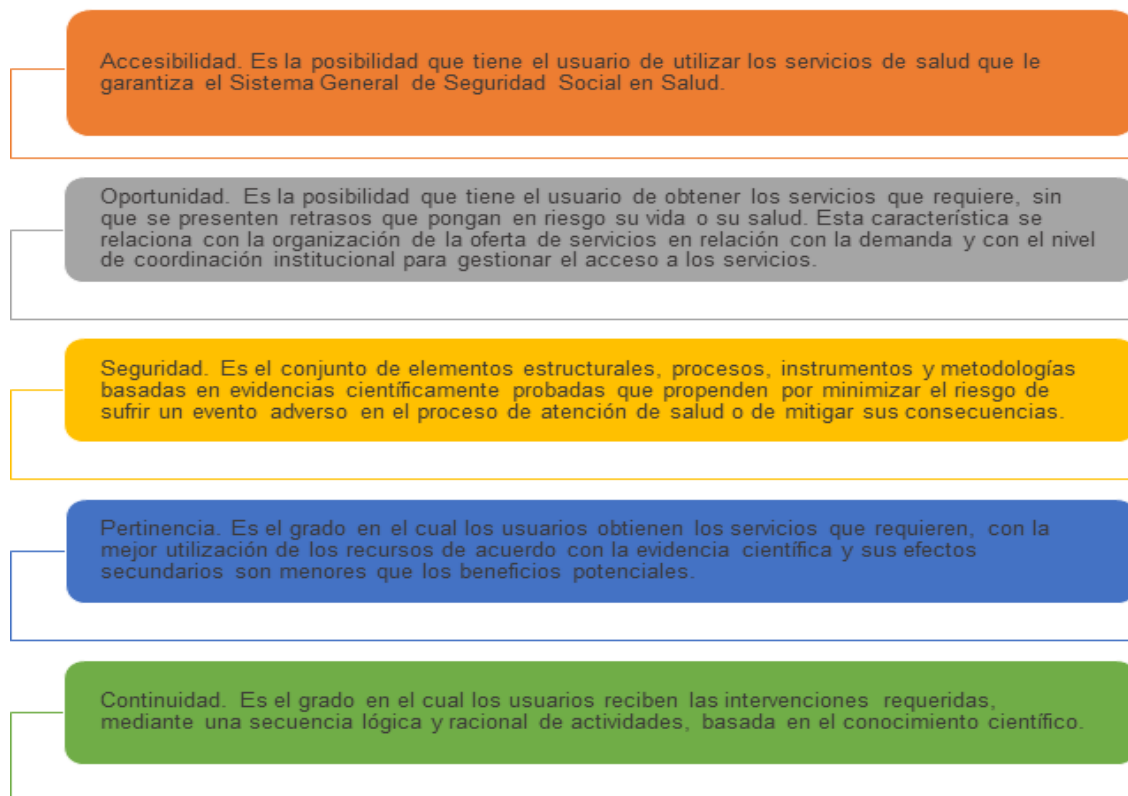 Accesibilidad. Es la posibilidad que tiene el usuario de utilizar los servicios de salud que le
garantiza el Sistema General de Seguridad Social en Salud.
Oportunidad. Es la posibilidad que tiene el usuario de obtener los servicios que requiere, sin
que se presenten retrasos que pongan en riesgo su vida o su salud. Esta característica se
relaciona con la organización de la oferta de servicios en relación con la demanda y con el nivel
de coordinación institucional para gestionar el acceso a los servicios.
Seguridad. Es el conjunto de elementos estructurales, procesos, instrumentos y metodologías
basadas en evidencias científicamente probadas que propenden por minimizar el riesgo de
sufrir un evento adverso en el proceso de atención de salud o de mitigar sus consecuencias.
Pertinencia. Es el grado en el cual los usuarios obtienen los servicios que requieren, con la
mejor utilización de los recursos de acuerdo con la evidencia científica y sus efectos
secundarios son menores que los beneficios potenciales.
Continuidad. Es el grado en el cual los usuarios reciben las intervenciones requeridas,
mediante una secuencia lógica y racional de actividades, basada en el conocimiento científico.